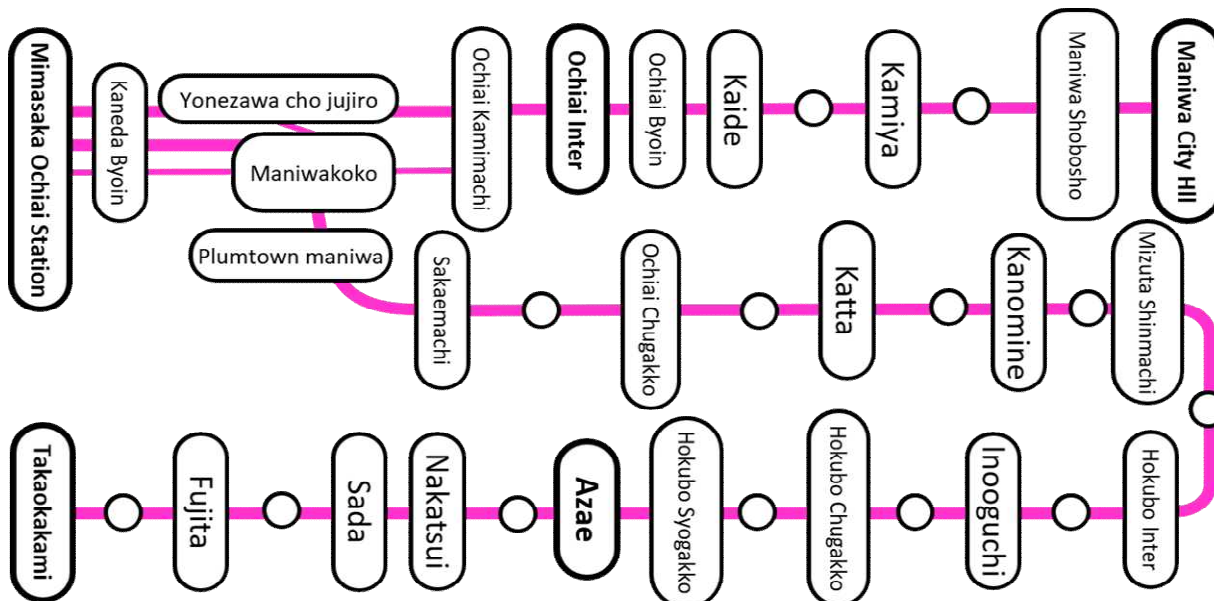 Mimasaka Ochiai Station
Kaneda Byoin
Yonezawa cho jujiro
Maniwakoko
Ochiai Kamimachi
Ochiai Inter
Ochiai Byoin
Kaide
Kamiya
Maniwa Shobosho
Maniwa City Hll
Plumtown maniwa
Sakaemachi
Ochiai Chugakko
Katta
Kanomine
Mizuta Shinmachi
Takaokakami
Fujita
Sada
Nakatsui
Azae
Hokubo Syogakko
Hokubo Chugakko
Inooguchi
Hokubo Inter